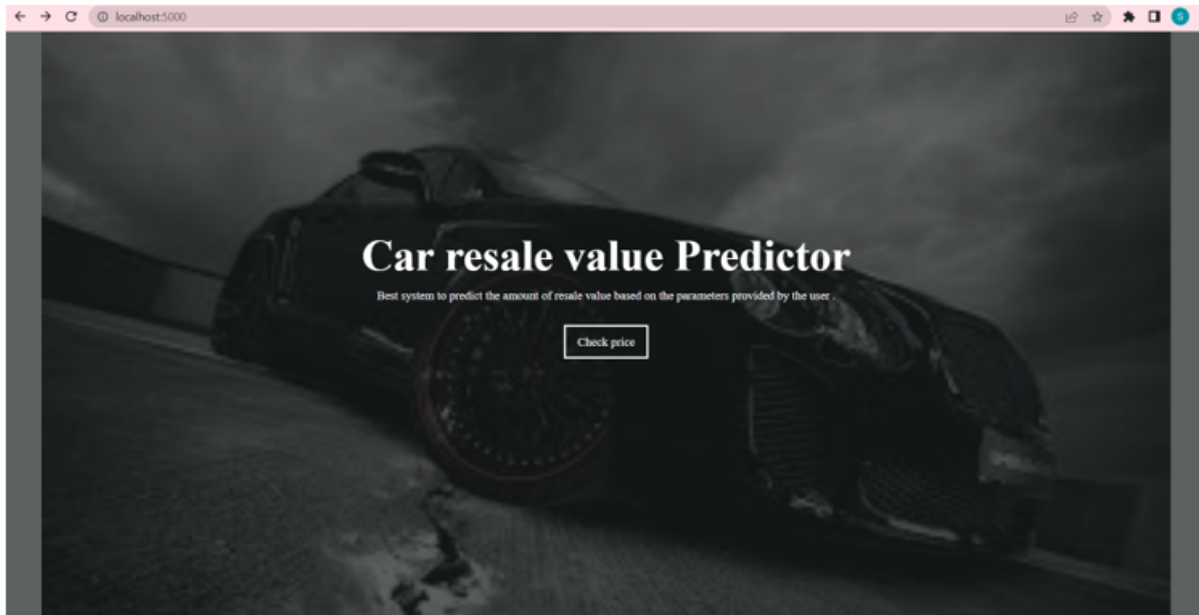 localhost:5000
S
Car resale value Predictor
Best system to predict the amount of resale value based on the parameters provided by the user .
Check price